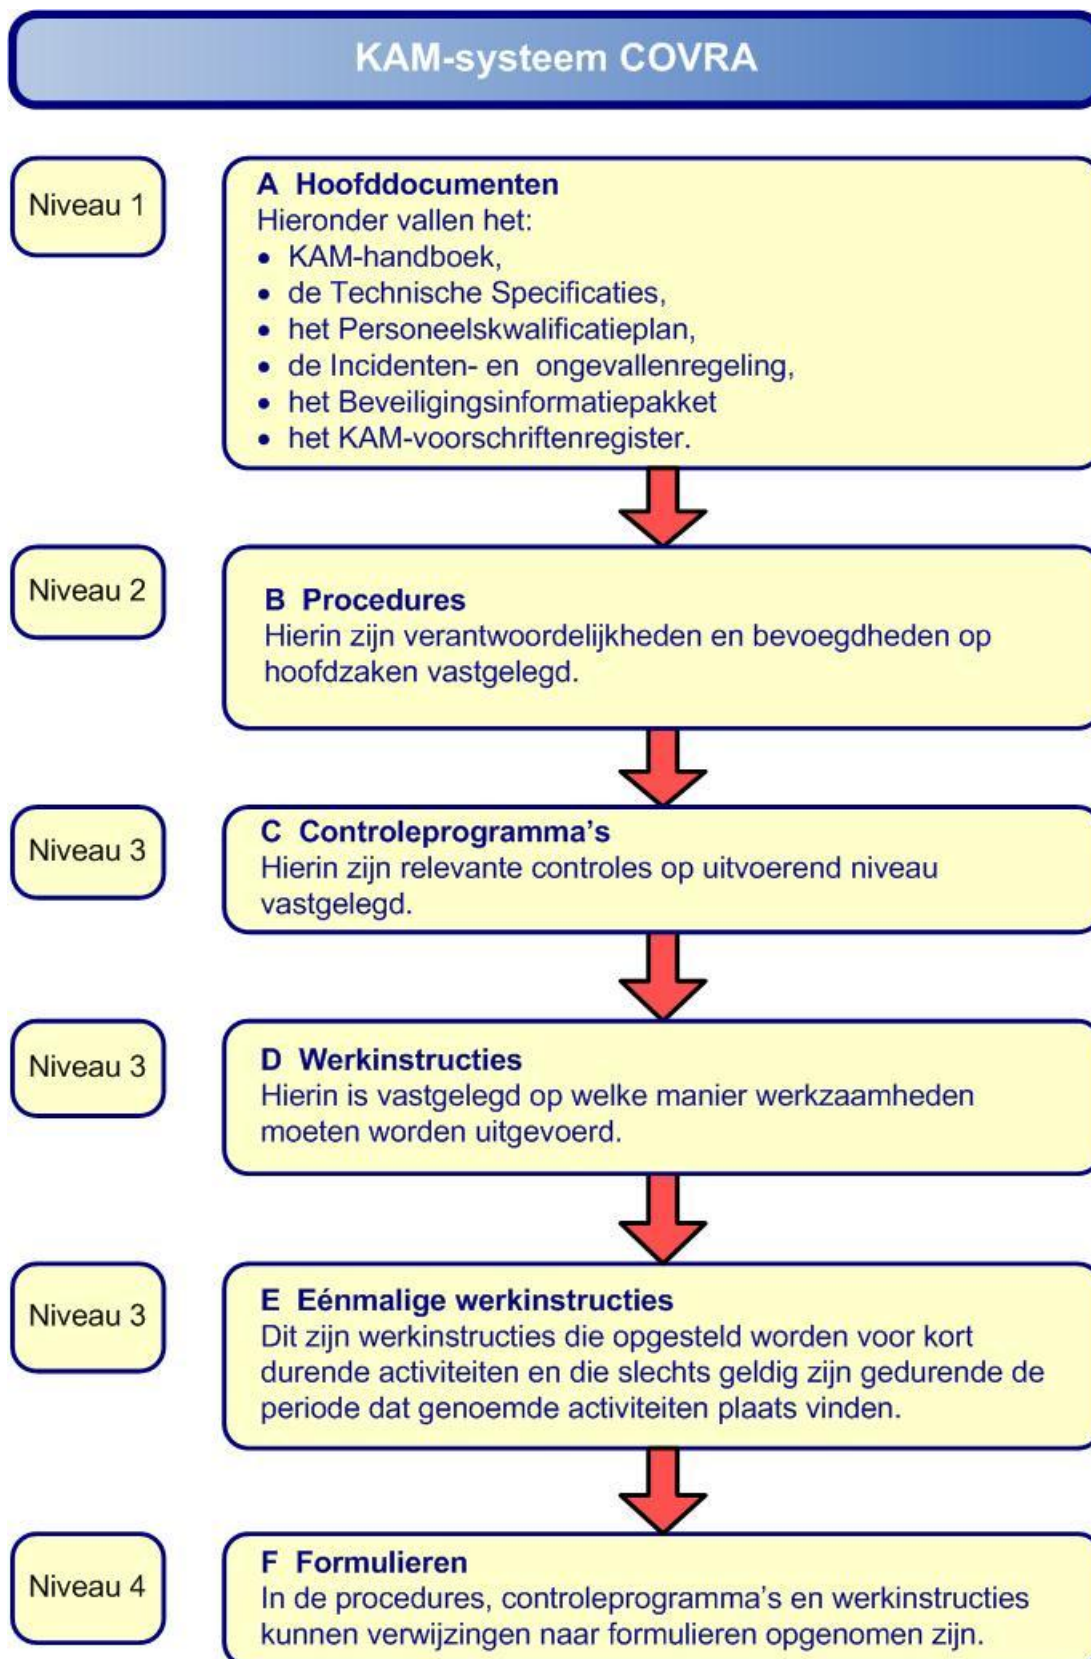 KAM-systeem COVRA
Niveau 1
A Hoofddocumenten
Hieronder vallen het:
• KAM-handboek,
• de Technische Specificaties,
• het Personeelskwalificatieplan,
• de Incidenten- en ongevallenregeling,
• het Beveiligingsinformatiepakket
• het KAM-voorschriftenregister.
Niveau 2
B Procedures
Hierin zijn verantwoordelijkheden en bevoegdheden op
hoofdzaken vastgelegd.
Niveau 3
C Controleprogramma's
Hierin zijn relevante controles op uitvoerend niveau
vastgelegd.
Niveau 3
D Werkinstructies
Hierin is vastgelegd op welke manier werkzaamheden
moeten worden uitgevoerd.
Niveau 3
E Eénmalige werkinstructies
Dit zijn werkinstructies die opgesteld worden voor kort
durende activiteiten en die slechts geldig zijn gedurende de
periode dat genoemde activiteiten plaats vinden.
Niveau 4
F Formulieren
In de procedures, controleprogramma's en werkinstructies
kunnen verwijzingen naar formulieren opgenomen zijn.